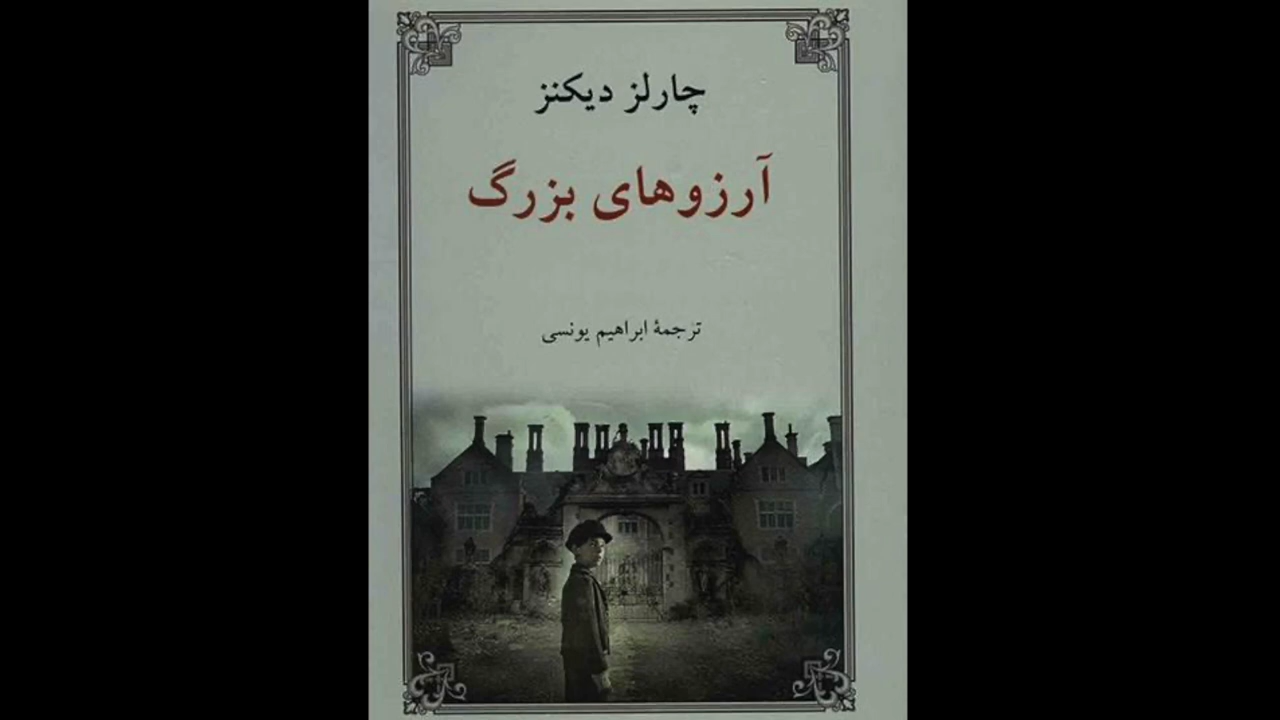 چارلز دیکنز
آرزوهای بزرگ
ترجمهٔ ابراهیم یونسی